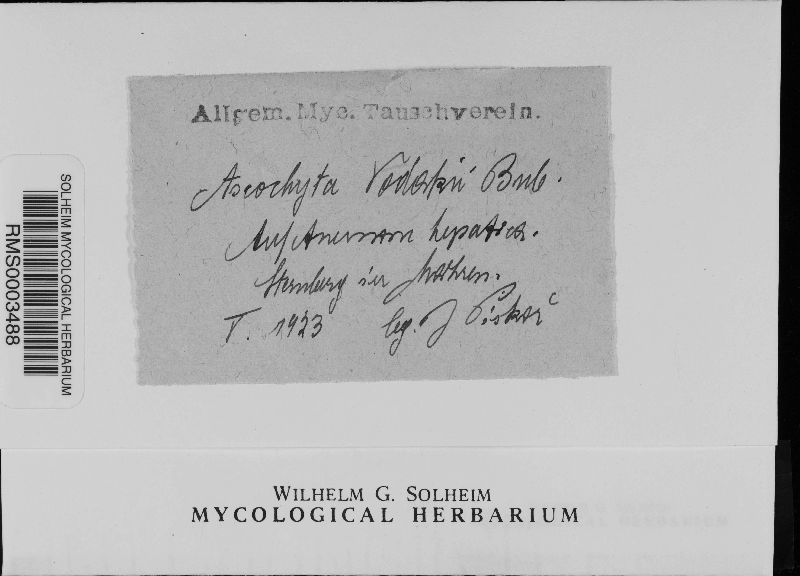 Allgem. Myc. Tauschverein.
Ascochyta Vodakii Bub.
Auf Anemone hepatica.
Sternberg in Mähren.
V. 1923 leg. J Piskoř
SOLHEIM MYCOLOGICAL HERBARIUM
RMS0003488
WILHELM G. SOLHEIM
MYCOLOGICAL HERBARIUM